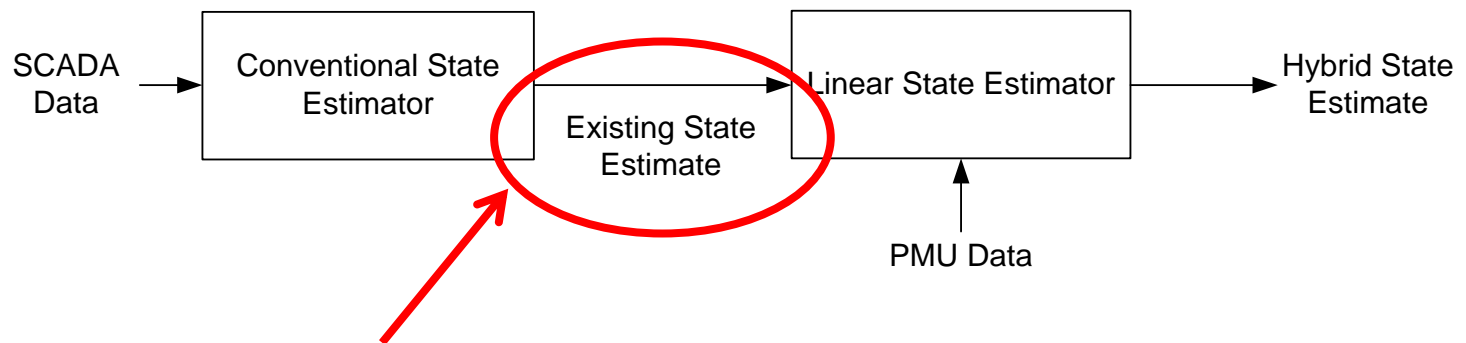 SCADA
Data
Conventional State
Estimator
Existing State
Estimate
Linear State Estimator
PMU Data
Hybrid State
Estimate